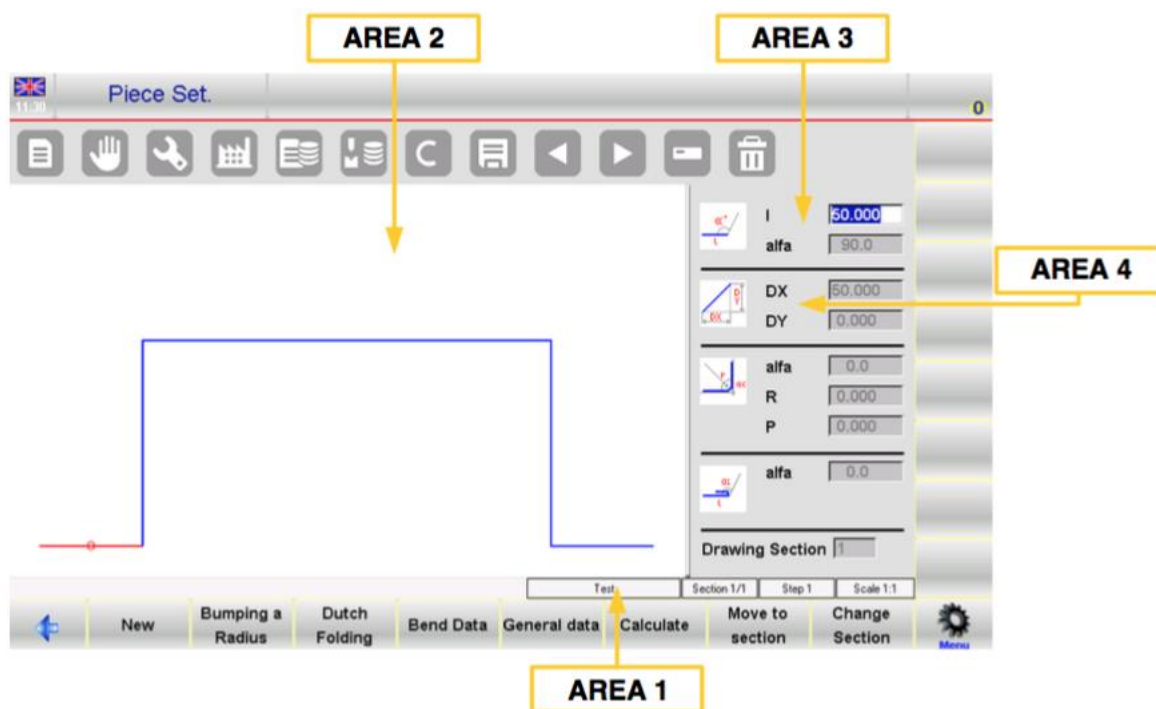 AREA 2
AREA 3
11:30
Piece Set.
0
C
l 50.000
alfa 90.0
AREA 4
DX 50.000
DY 0.000
alfa 0.0
R 0.000
P 0.000
alfa 0.0
Drawing Section 1
Test
Section 1/1
Step 1
Scale 1:1
New
Bumping a
Radius
Dutch
Folding
Bend Data
General data
Calculate
Move to
section
Change
Section
Menu
AREA 1